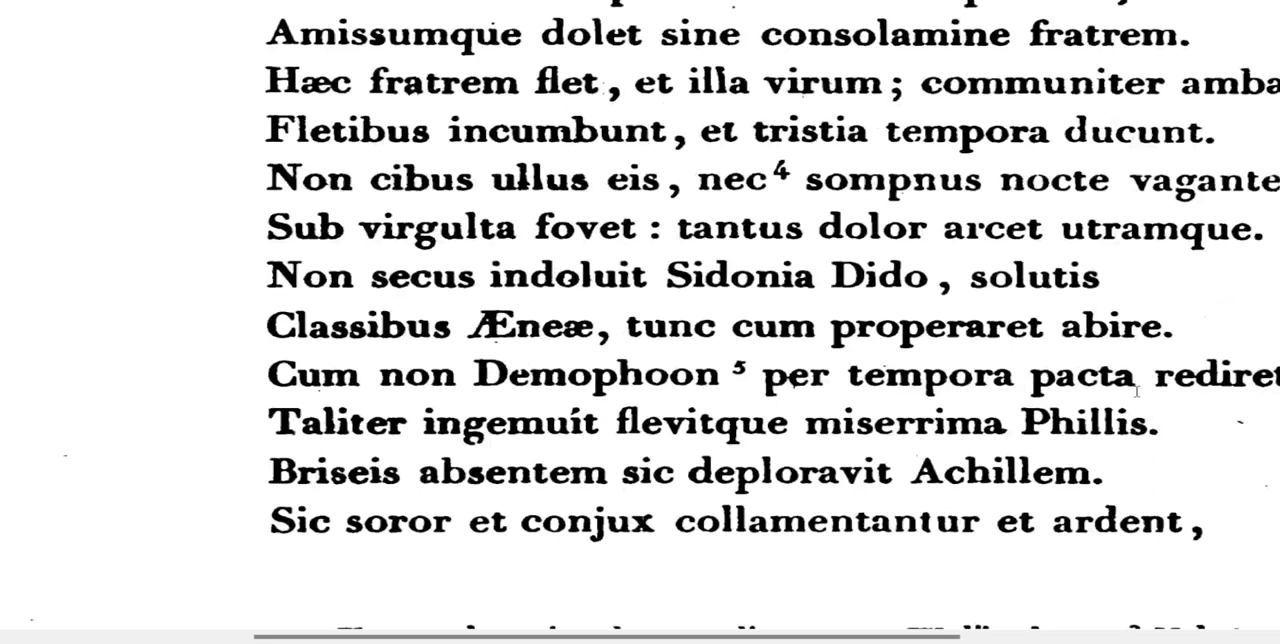 Amissumque dolet sine consolamine fratrem.
Hæc fratrem flet, et illa virum; communiter amba
Fletibus incumbunt, et tristia tempora ducunt.
Non cibus ullus eis, nec⁴ sompnus nocte vagante
Sub virgulta fovet : tantus dolor arcet utramque.
Non secus indoluit Sidonia Dido, solutis
Classibus Æneæ, tunc cum properaret abire.
Cum non Demophoon ⁵ per tempora pacta rediret
Taliter ingemuit flevitque miserrima Phillis.
Briseis absentem sic deploravit Achillem.
Sic soror et conjux collamentantur et ardent,